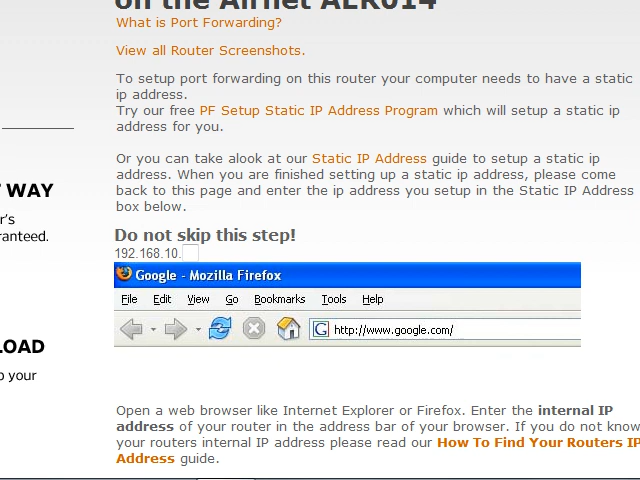 on the Airnet AER014
What is Port Forwarding?
View all Router Screenshots.
To setup port forwarding on this router your computer needs to have a static
ip address.
Try our free PF Setup Static IP Address Program which will setup a static ip
address for you.
Or you can take alook at our Static IP Address guide to setup a static ip
address. When you are finished setting up a static ip address, please come
back to this page and enter the ip address you setup in the Static IP Address
box below.
WAY
r's
ranteed.
Do not skip this step!
192.168.10.
Google - Mozilla Firefox
File Edit View Go Bookmarks Tools Help
G http://www.google.com/
LOAD
p your
Open a web browser like Internet Explorer or Firefox. Enter the internal IP
address of your router in the address bar of your browser. If you do not know
your routers internal IP address please read our How To Find Your Routers IP
Address guide.